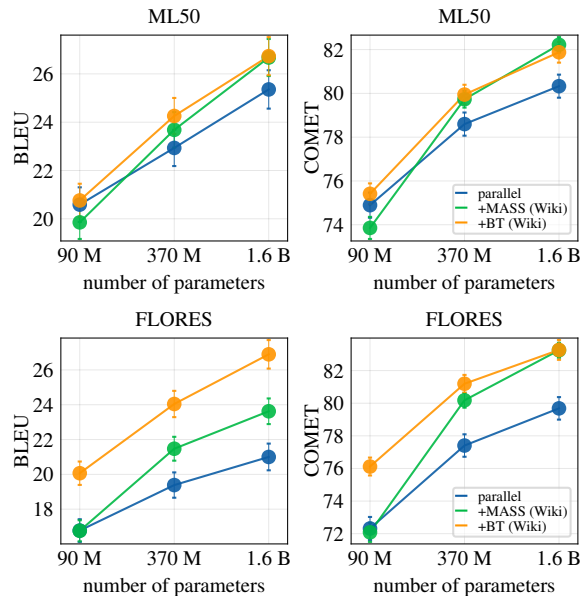 ML50
BLEU
26
24
22
20
90 M 370 M 1.6 B
number of parameters
ML50
COMET
82
80
78
76
74
parallel
+MASS (Wiki)
+BT (Wiki)
90 M 370 M 1.6 B
number of parameters
FLORES
BLEU
26
24
22
20
18
90 M 370 M 1.6 B
number of parameters
FLORES
COMET
82
80
78
76
74
72
parallel
+MASS (Wiki)
+BT (Wiki)
90 M 370 M 1.6 B
number of parameters